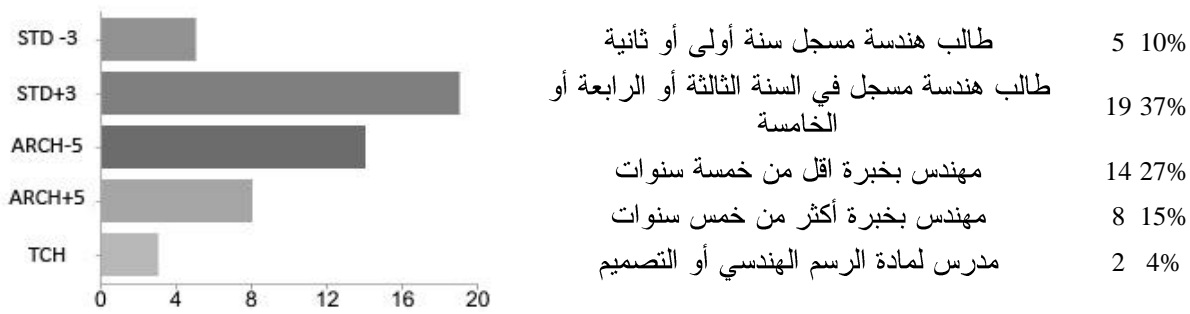 STD -3
طالب هندسة مسجل سنة أولى أو ثانية 5 10%
STD+3
طالب هندسة مسجل في السنة الثالثة أو الرابعة أو
الخامسة
19 37%
ARCH-5
مهندس بخبرة اقل من خمسة سنوات 14 27%
ARCH+5
مهندس بخبرة أكثر من خمس سنوات 8 15%
TCH
مدرس لمادة الرسم الهندسي أو التصميم 2 4%
0 4 8 12 16 20